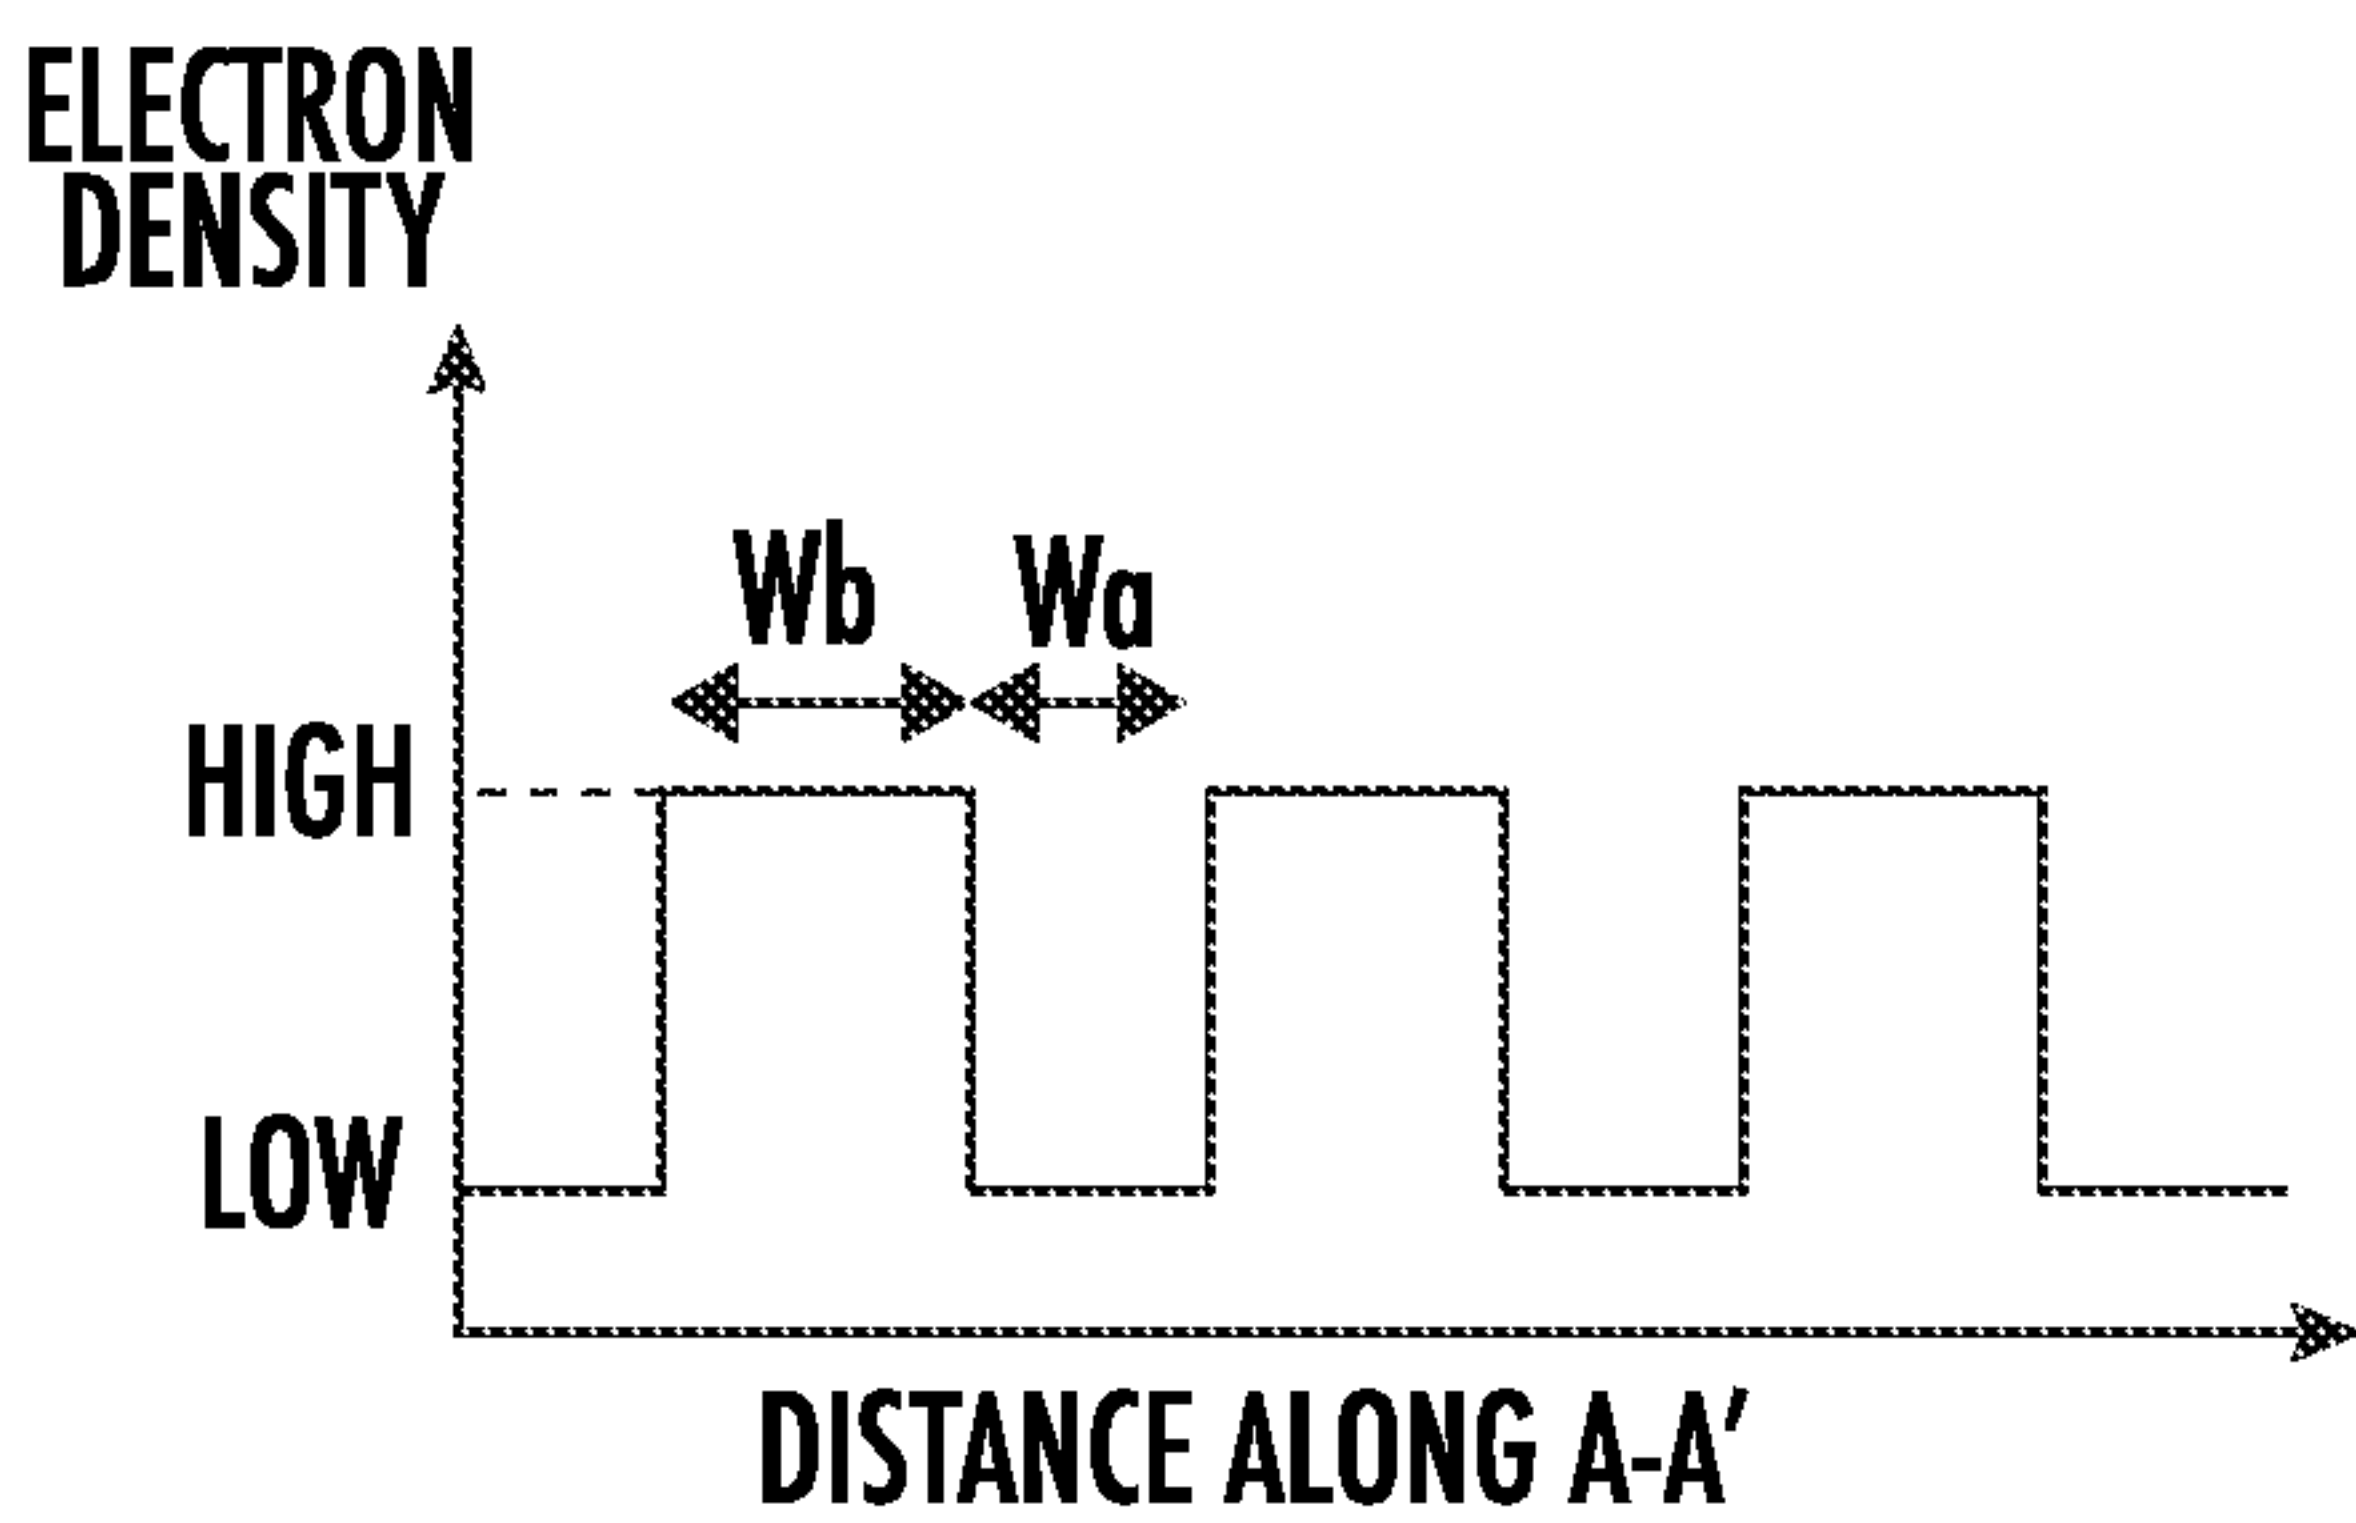 ELECTRON
DENSITY
Wb
Wa
HIGH
LOW
DISTANCE ALONG A-A'